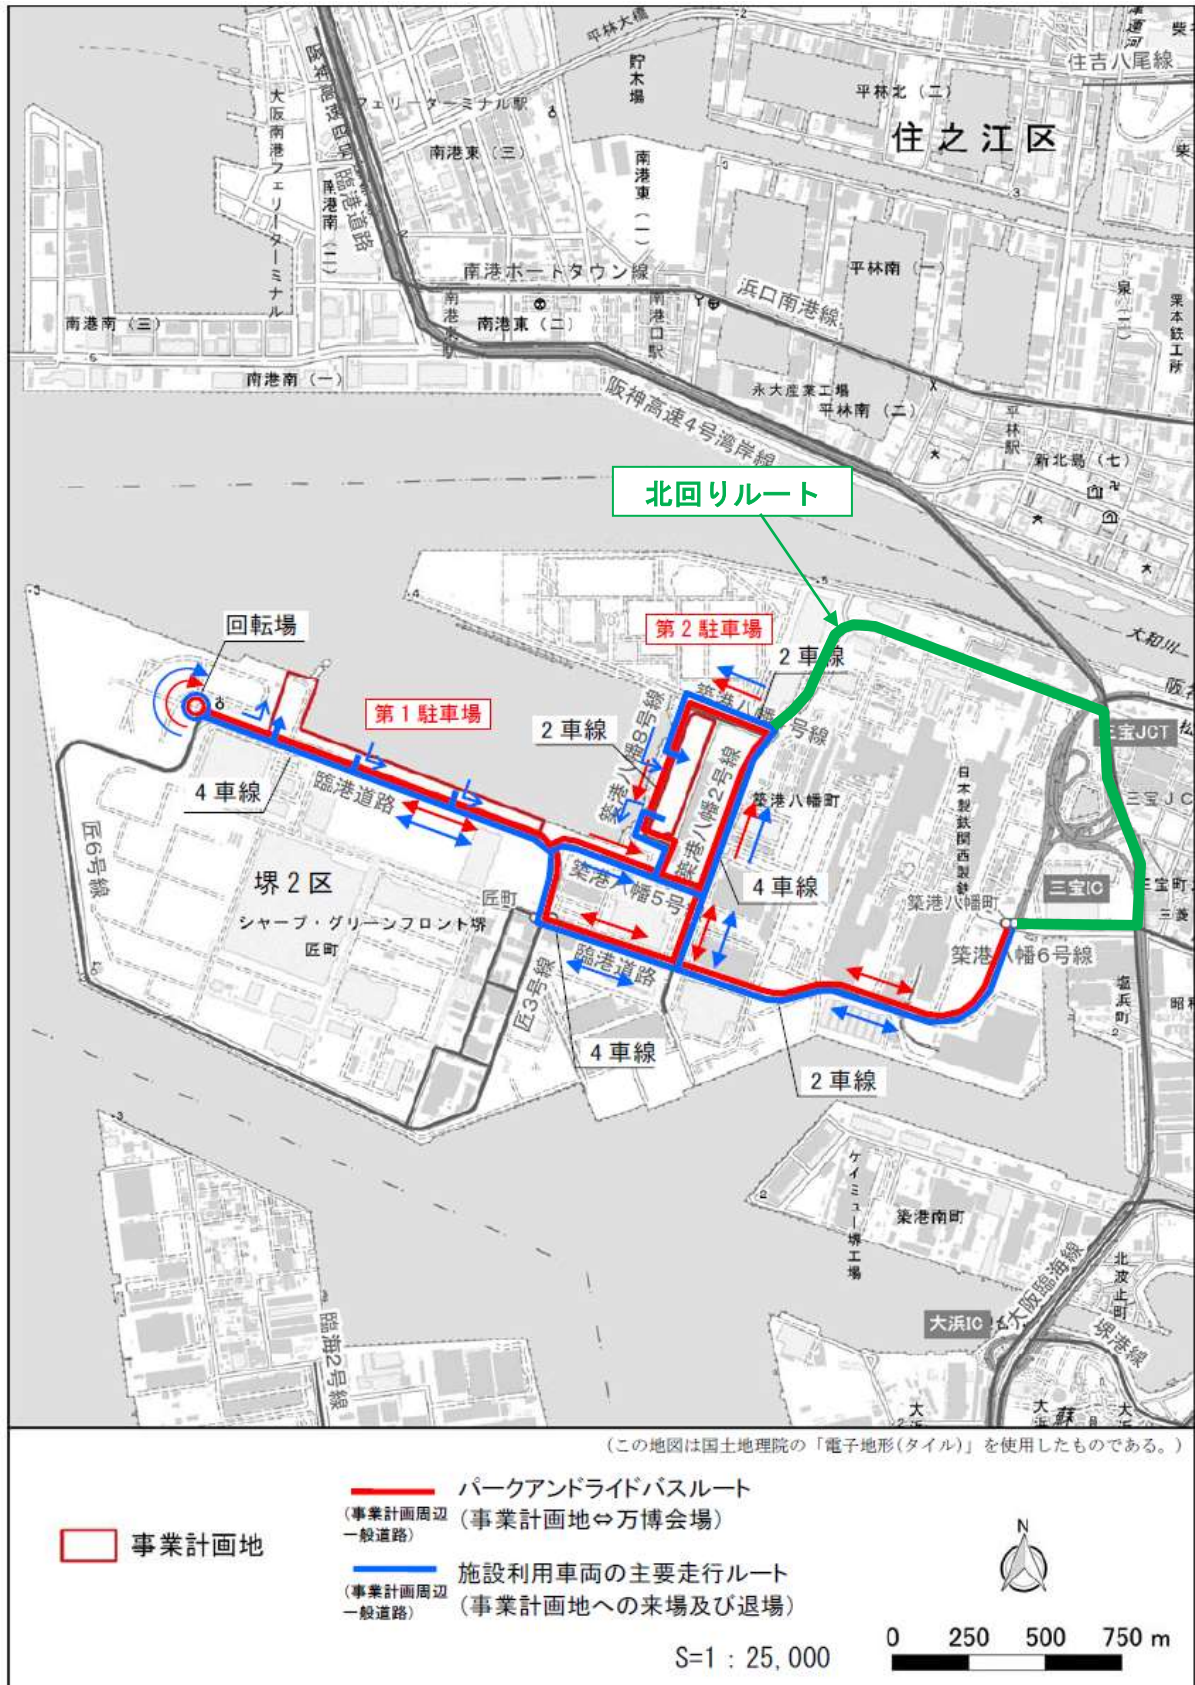 平林大橋
貯木場
平林北（二）
住吉八尾線
住之江区
フェリーターミナル駅
南港東（三）
大阪南港フェリーターミナル
臨港道路
南港南（二）
南港東（一）
南港ポートタウン線
平林南（一）
浜口南港線
南港東駅
南港口駅
南港東（二）
南港南（三）
南港南（一）
栗本鉄工所
永大産業工場
平林南（二）
平林駅
阪神高速4号湾岸線
新北島（七）
北回りルート
大和川
回転場
第2駐車場
2車線
第1駐車場
築港八幡8号線
2車線
築港八幡2号線
4車線
臨港道路
築港八幡町
三宝JCT
日本製鉄関西製鉄
匠6号線
堺2区
シャープ・グリーンフロント堺
匠町
匠町
築港八幡5号
4車線
三宝IC
築港八幡町
築港八幡6号線
臨港道路
匠3号線
塩浜町
4車線
2車線
ケイミュー堺工場
築港南町
大浜IC
大阪臨海線
北波止町
堺港線
臨海2号線
（この地図は国土地理院の「電子地形(タイル)」を使用したものである。）
事業計画地
(事業計画周辺一般道路)
パークアンドライドバスルート
（事業計画地⇔万博会場）
(事業計画周辺一般道路)
施設利用車両の主要走行ルート
（事業計画地への来場及び退場）
N
S=1：25,000
0 250 500 750 m